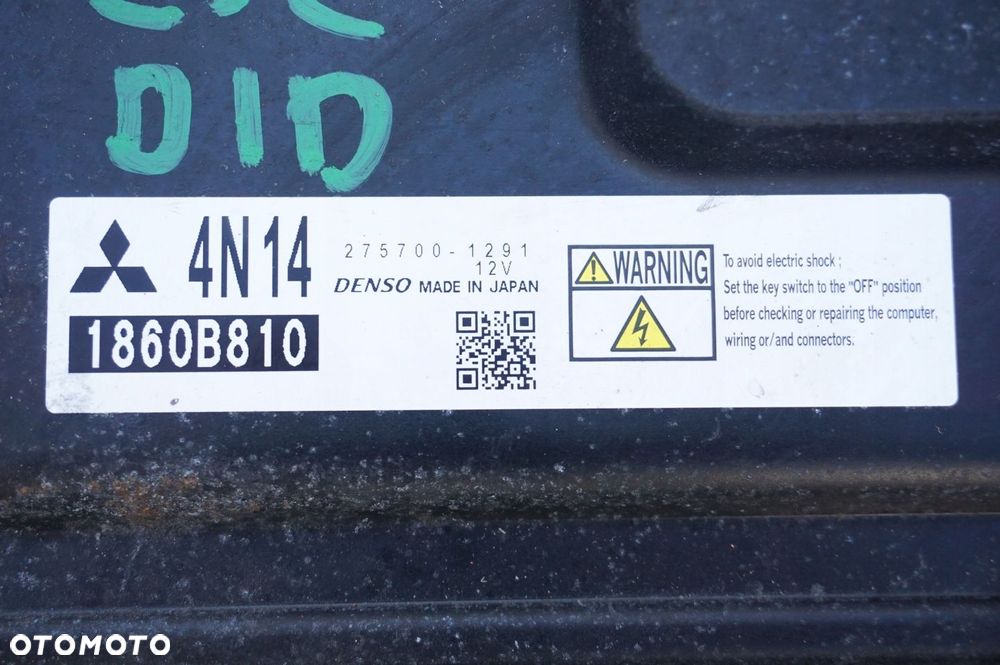 DID
4N14
1860B810
275700-1291
12V
DENSO MADE IN JAPAN
WARNING
To avoid electric shock ;
Set the key switch to the "OFF" position
before checking or repairing the computer,
wiring or/and connectors.
OTOMOTO